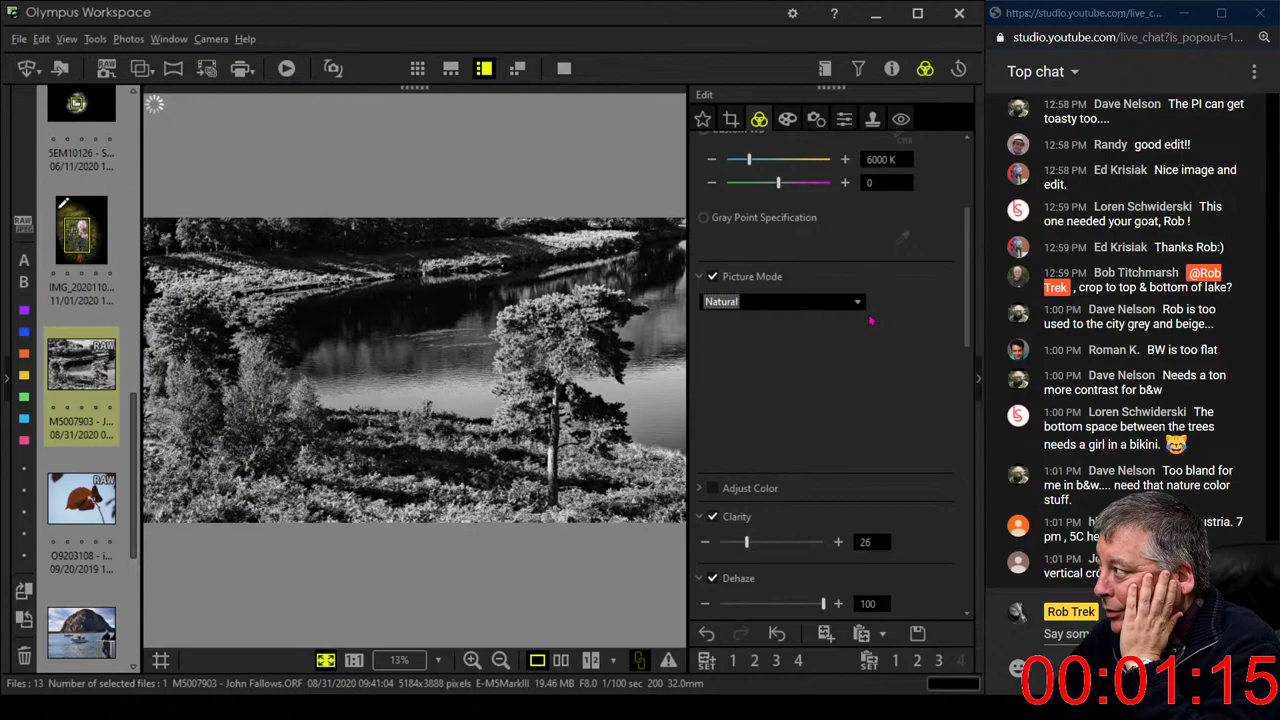 Olympus Workspace
File Edit View Tools Photos Window Camera Help
RAW
Edit
5EM10126 - S...
06/11/2020 1...
IMG_2020110...
11/01/2020 1...
RAW
M5007903 - J...
08/31/2020 0...
RAW
O9203108 - i...
09/20/2019 1...
RAW
JPEG
A
B
CWB
6000 K
0
Gray Point Specification
Picture Mode
Natural
Adjust Color
Clarity
26
Dehaze
100
1:1
13%
1 2 3 4
1 2 3 4
Files : 13 Number of selected files : 1 M5007903 - John Fallows.ORF 08/31/2020 09:41:04 5184x3888 pixels E-M5MarkIII 19.46 MB F8.0 1/100 sec 200 32.0mm
https://studio.youtube.com/live_c...
studio.youtube.com/live_chat?is_popout=1...
Top chat
12:58 PM Dave Nelson The PI can get
toasty too....
12:58 PM Randy good edit!!
12:58 PM Ed Krisiak Nice image and
edit.
12:59 PM Loren Schwiderski This
one needed your goat, Rob !
12:59 PM Ed Krisiak Thanks Rob:)
12:59 PM Bob Titchmarsh @Rob
Trek , crop to top & bottom of lake?
1:00 PM Dave Nelson Rob is too
used to the city grey and beige...
1:00 PM Roman K. BW is too flat
1:00 PM Dave Nelson Needs a ton
more contrast for b&w
1:00 PM Loren Schwiderski The
bottom space between the trees
needs a girl in a bikini.
1:01 PM Dave Nelson Too bland for
me in b&w.... need that nature color
stuff.
1:01 PM
ustria. 7
pm , 5C he
1:01 PM
vertical cr
Rob Trek
Say som
00:01:15